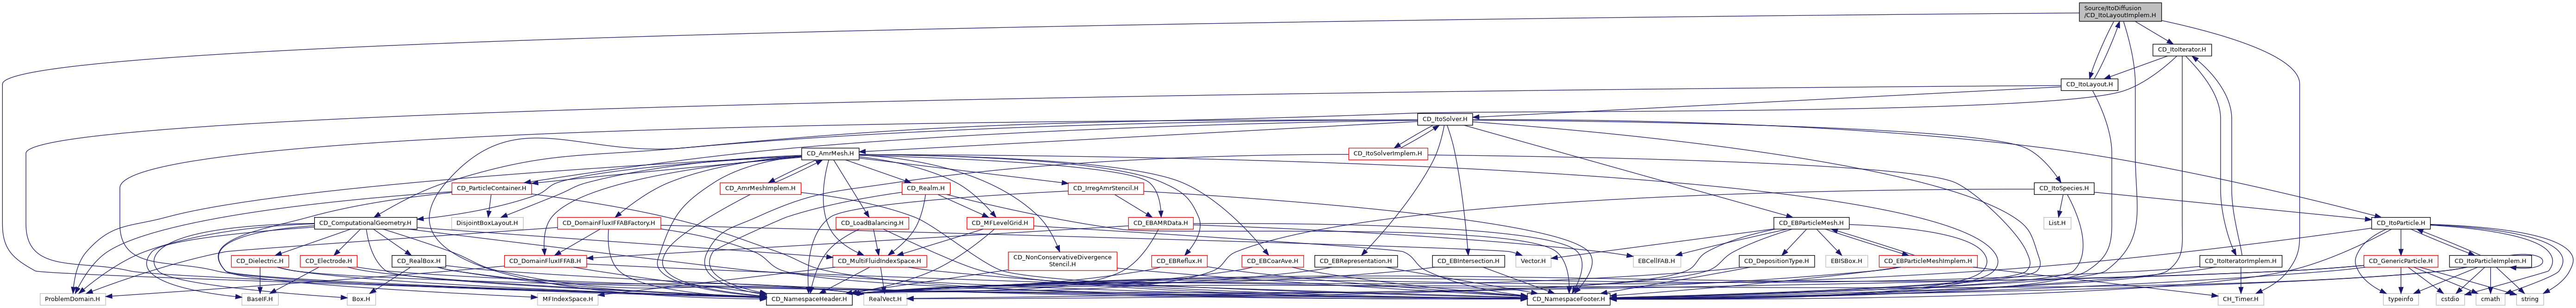 Source/ItoDiffusion
/CD_ItoLayoutImplem.H
CD_ItoIterator.H
CD_ItoLayout.H
CD_ItoSolver.H
CD_AmrMesh.H
CD_ItoSolverImplem.H
CD_ParticleContainer.H
CD_AmrMeshImplem.H
CD_Realm.H
CD_IrregAmrStencil.H
CD_ItoSpecies.H
CD_ComputationalGeometry.H
DisjointBoxLayout.H
CD_DomainFluxIFFABFactory.H
CD_LoadBalancing.H
CD_MFLevelGrid.H
CD_EBAMRData.H
CD_EBParticleMesh.H
List.H
CD_ItoParticle.H
CD_Dielectric.H
CD_Electrode.H
CD_RealBox.H
CD_DomainFluxIFFAB.H
CD_MultiFluidIndexSpace.H
CD_NonConservativeDivergence
Stencil.H
CD_EBReflux.H
CD_EBCoarAve.H
CD_EBRepresentation.H
CD_EBIntersection.H
Vector.H
EBCellFAB.H
CD_DepositionType.H
EBISBox.H
CD_EBParticleMeshImplem.H
CD_ItoIteratorImplem.H
CD_GenericParticle.H
CD_ItoParticleImplem.H
ProblemDomain.H
BaseIF.H
Box.H
MFIndexSpace.H
CD_NamespaceHeader.H
RealVect.H
CD_NamespaceFooter.H
CH_Timer.H
typeinfo
cstdio
cmath
string